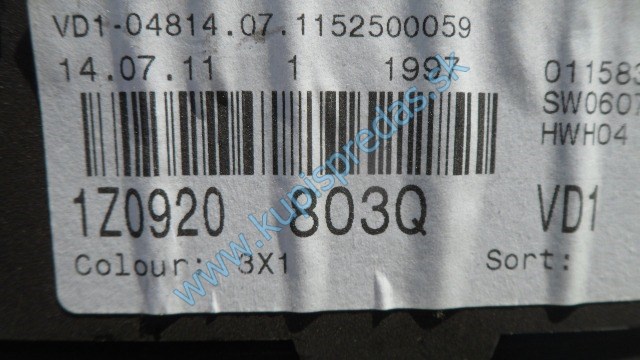 VD1-04814.07.1152500059
14.07.11 1 1997 011583
SW0607
HWH04
1Z0920 803Q VD1
Colour: 3X1 Sort:
www.kupispredas.sk